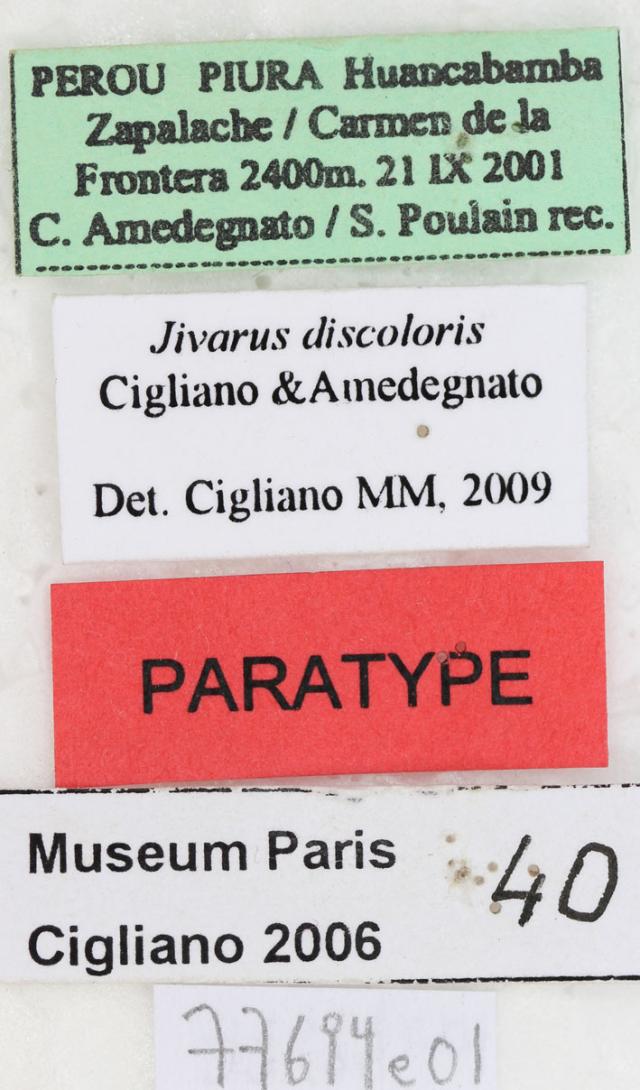 PEROU PIURA Huancabamba
Zapalache / Carmen de la
Frontera 2400m. 21 IX 2001
C. Amedegnato / S. Poulain rec.
Jivarus discoloris
Cigliano &Amedegnato
Det. Cigliano MM, 2009
PARATYPE
Museum Paris 40
Cigliano 2006
77694e01